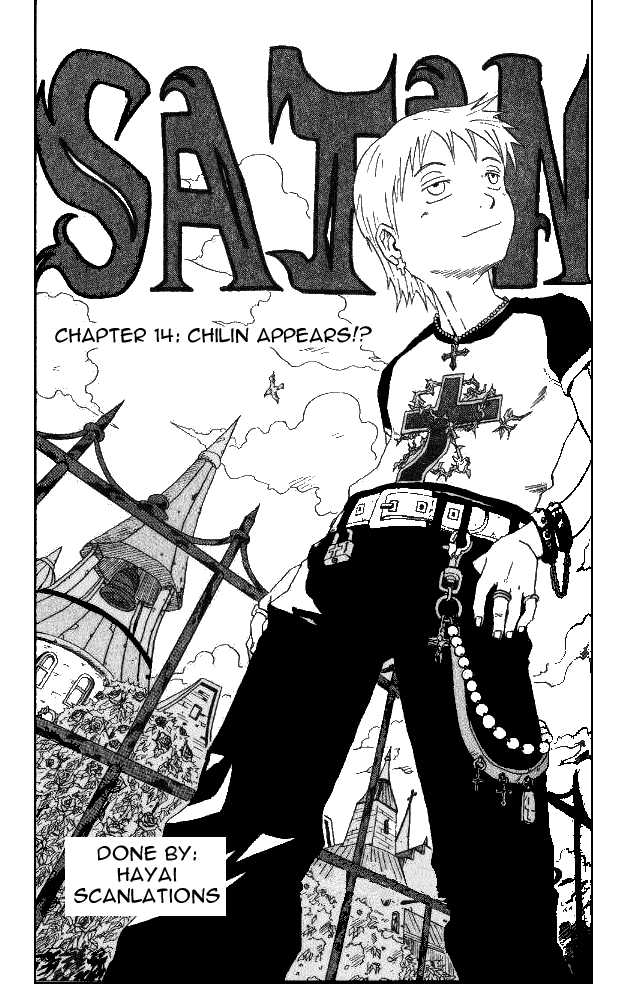 SATAN
CHAPTER 14: CHILIN APPEARS!?
DONE BY:
HAYAI
SCANLATIONS